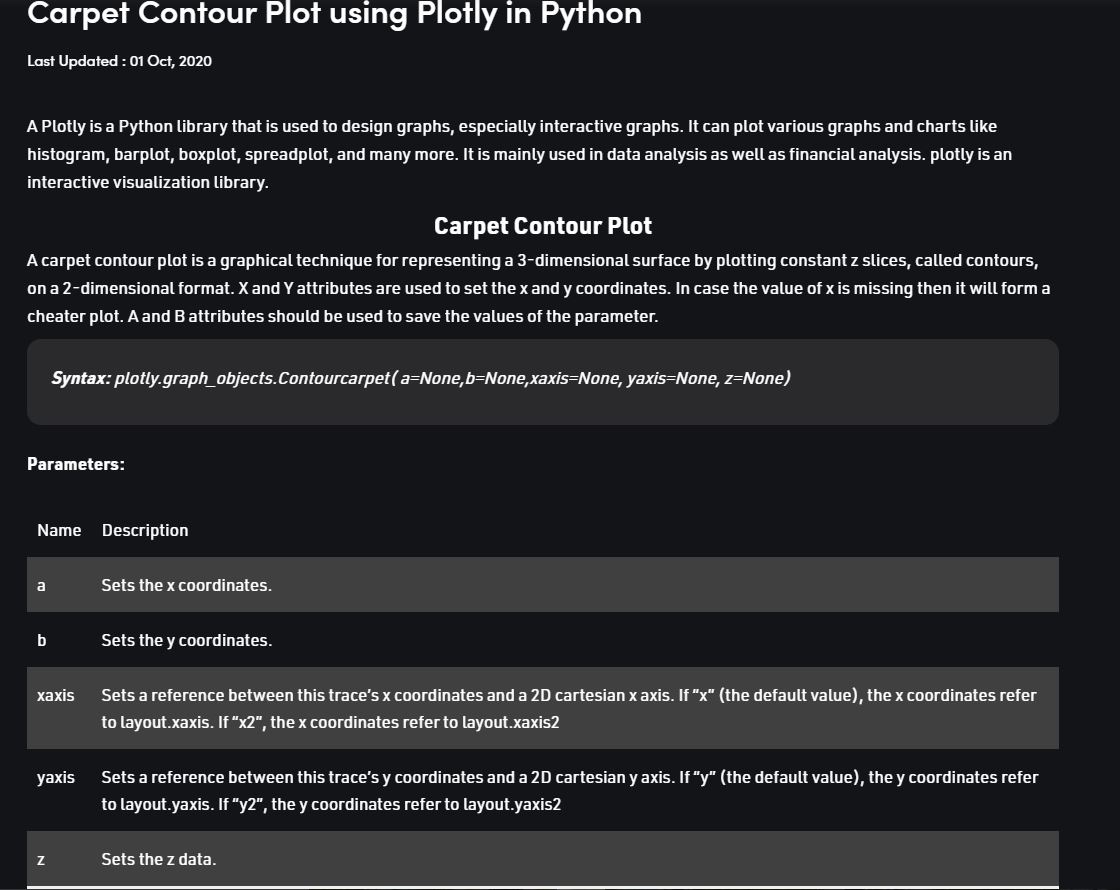 Carpet Contour Plot using Plotly in Python
Last Updated : 01 Oct, 2020
A Plotly is a Python library that is used to design graphs, especially interactive graphs. It can plot various graphs and charts like
histogram, barplot, boxplot, spreadplot, and many more. It is mainly used in data analysis as well as financial analysis. plotly is an
interactive visualization library.
Carpet Contour Plot
A carpet contour plot is a graphical technique for representing a 3-dimensional surface by plotting constant z slices, called contours,
on a 2-dimensional format. X and Y attributes are used to set the x and y coordinates. In case the value of x is missing then it will form a
cheater plot. A and B attributes should be used to save the values of the parameter.
Syntax: plotly.graph_objects.Contourcarpet( a=None,b=None,xaxis=None, yaxis=None, z=None)
Parameters:
Name Description
a Sets the x coordinates.
b Sets the y coordinates.
xaxis Sets a reference between this trace’s x coordinates and a 2D cartesian x axis. If “x” (the default value), the x coordinates refer
to layout.xaxis. If “x2”, the x coordinates refer to layout.xaxis2
yaxis Sets a reference between this trace’s y coordinates and a 2D cartesian y axis. If “y” (the default value), the y coordinates refer
to layout.yaxis. If “y2”, the y coordinates refer to layout.yaxis2
z Sets the z data.